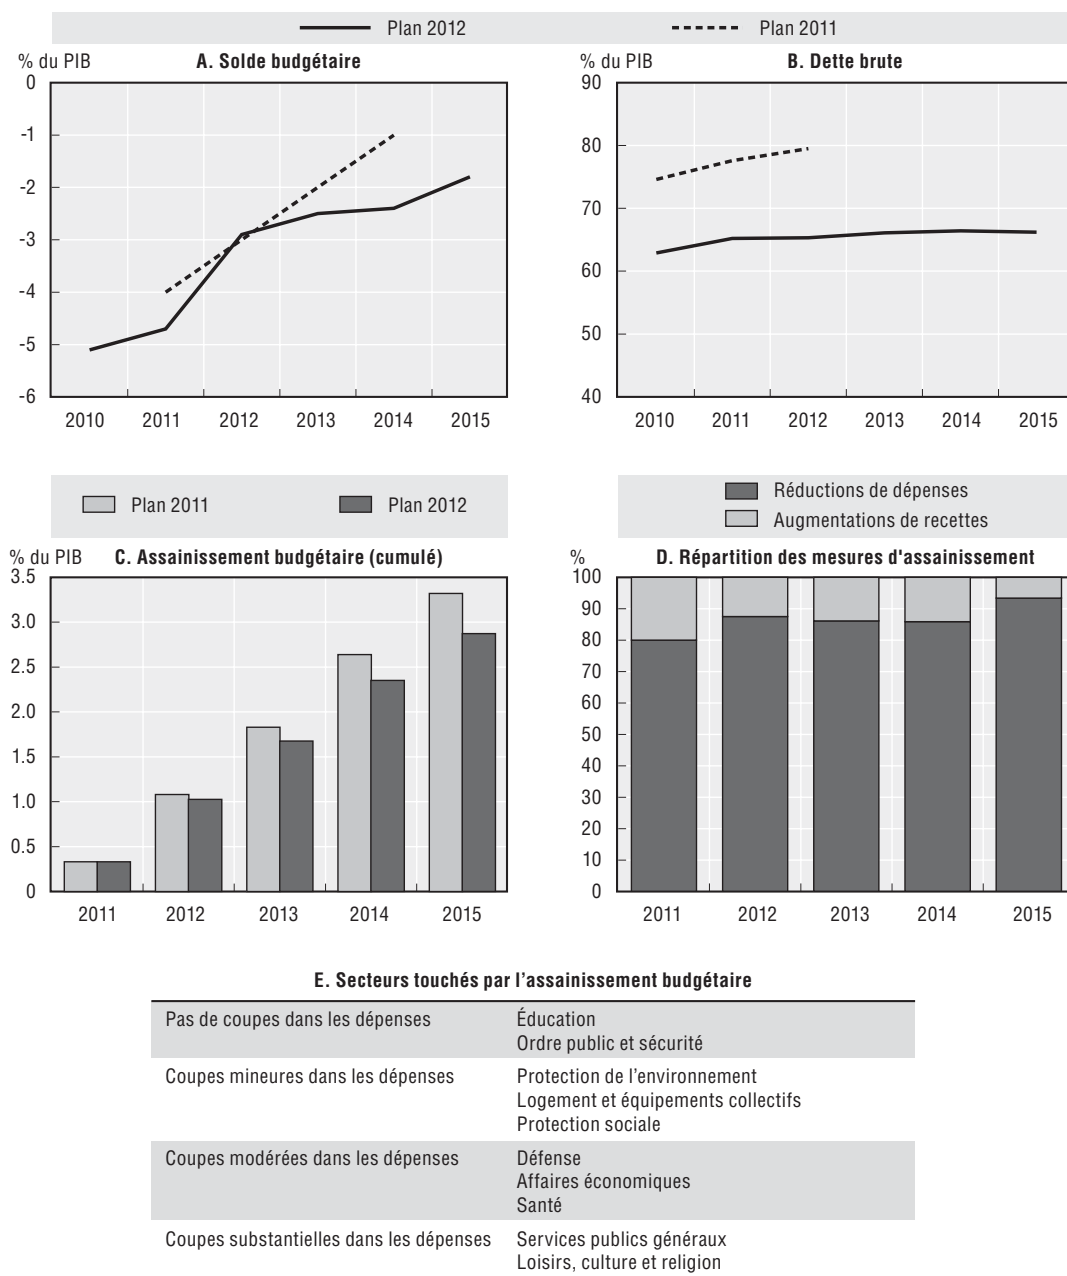 Plan 2012 Plan 2011
% du PIB A. Solde budgétaire
0
-1
-2
-3
-4
-5
-6
2010 2011 2012 2013 2014 2015
% du PIB B. Dette brute
90
80
70
60
50
40
2010 2011 2012 2013 2014 2015
Plan 2011 Plan 2012
% du PIB C. Assainissement budgétaire (cumulé)
3.5
3.0
2.5
2.0
1.5
1.0
0.5
0
2011 2012 2013 2014 2015
Réductions de dépenses
Augmentations de recettes
% D. Répartition des mesures d'assainissement
100
90
80
70
60
50
40
30
20
10
0
2011 2012 2013 2014 2015
E. Secteurs touchés par l'assainissement budgétaire
Pas de coupes dans les dépenses Éducation
Ordre public et sécurité
Coupes mineures dans les dépenses Protection de l'environnement
Logement et équipements collectifs
Protection sociale
Coupes modérées dans les dépenses Défense
Affaires économiques
Santé
Coupes substantielles dans les dépenses Services publics généraux
Loisirs, culture et religion